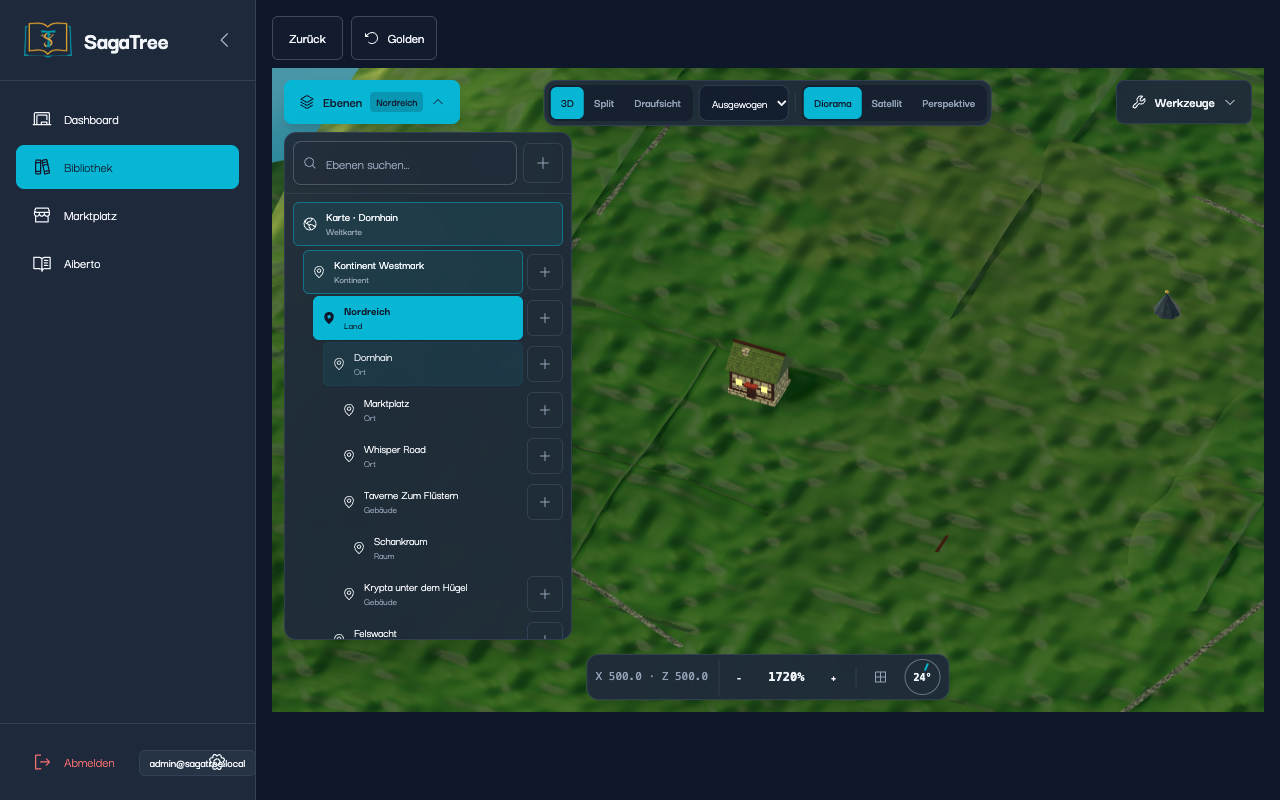 SagaTree
Zurück
Golden
Dashboard
Bibliothek
Marktplatz
Alberto
Ebenen Nordreich
3D Split Draufsicht Ausgewogen Diorama Satellit Perspektive
Werkzeuge
Ebenen suchen...
Karte · Dornhain
Weltkarte
Kontinent Westmark
Kontinent
Nordreich
Land
Dornhain
Ort
Marktplatz
Ort
Whisper Road
Ort
Taverne Zum Flüstern
Gebäude
Schankraum
Raum
Krypta unter dem Hügel
Gebäude
Felswacht
X 500.0 · Z 500.0 - 1720% + 24°
Abmelden